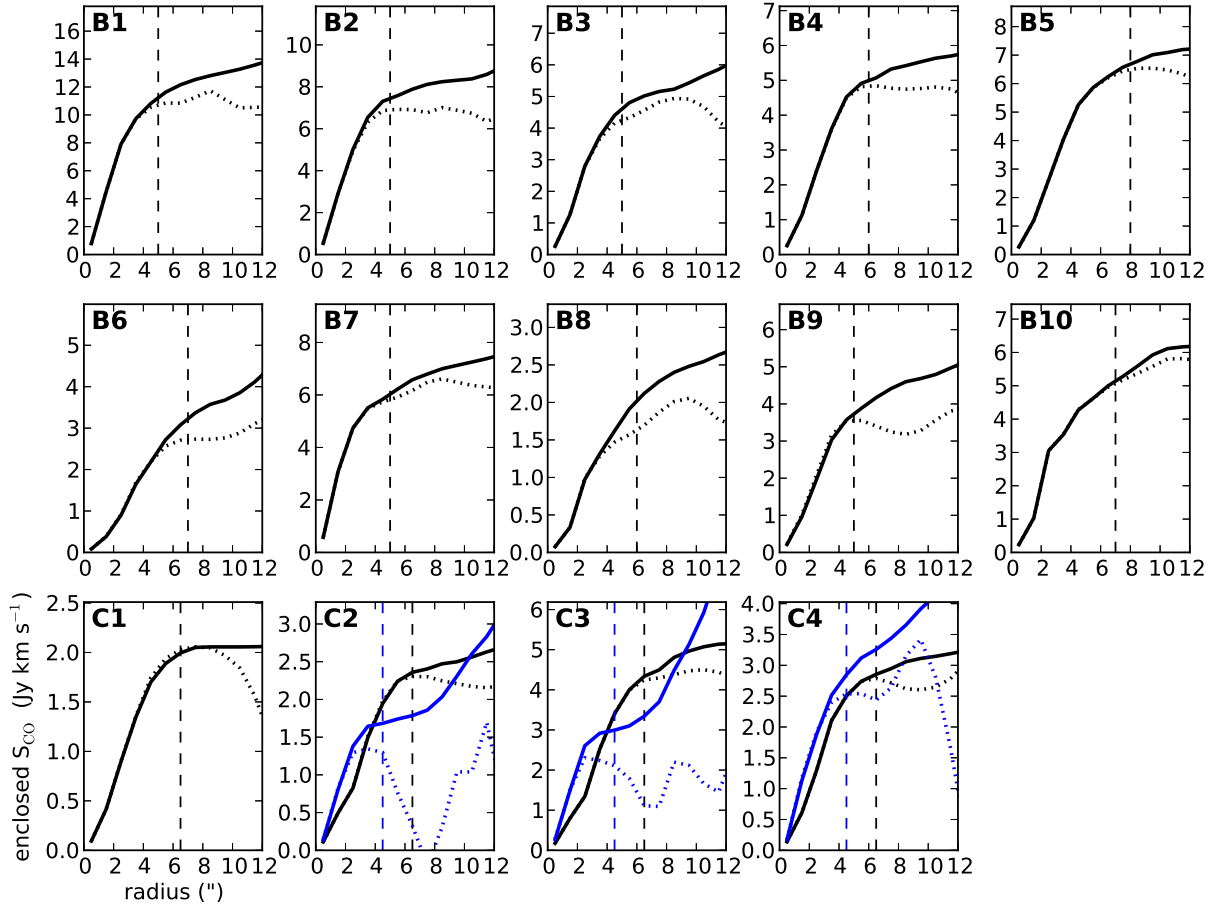 B1 B2 B3 B4 B5
16 14 12 10 8 6 4 2 0
10 8 6 4 2 0
7 6 5 4 3 2 1 0
7 6 5 4 3 2 1 0
8 7 6 5 4 3 2 1 0
0 2 4 6 8 10 12 0 2 4 6 8 10 12 0 2 4 6 8 10 12 0 2 4 6 8 10 12 0 2 4 6 8 10 12
B6 B7 B8 B9 B10
5 4 3 2 1 0
8 6 4 2 0
3.0 2.5 2.0 1.5 1.0 0.5 0.0
6 5 4 3 2 1 0
7 6 5 4 3 2 1 0
0 2 4 6 8 10 12 0 2 4 6 8 10 12 0 2 4 6 8 10 12 0 2 4 6 8 10 12 0 2 4 6 8 10 12
C1 C2 C3 C4
enclosed S_CO (Jy km s⁻¹)
2.5 2.0 1.5 1.0 0.5 0.0
3.0 2.5 2.0 1.5 1.0 0.5 0.0
6 5 4 3 2 1 0
4.0 3.5 3.0 2.5 2.0 1.5 1.0 0.5 0.0
0 2 4 6 8 10 12 0 2 4 6 8 10 12 0 2 4 6 8 10 12 0 2 4 6 8 10 12
radius (")